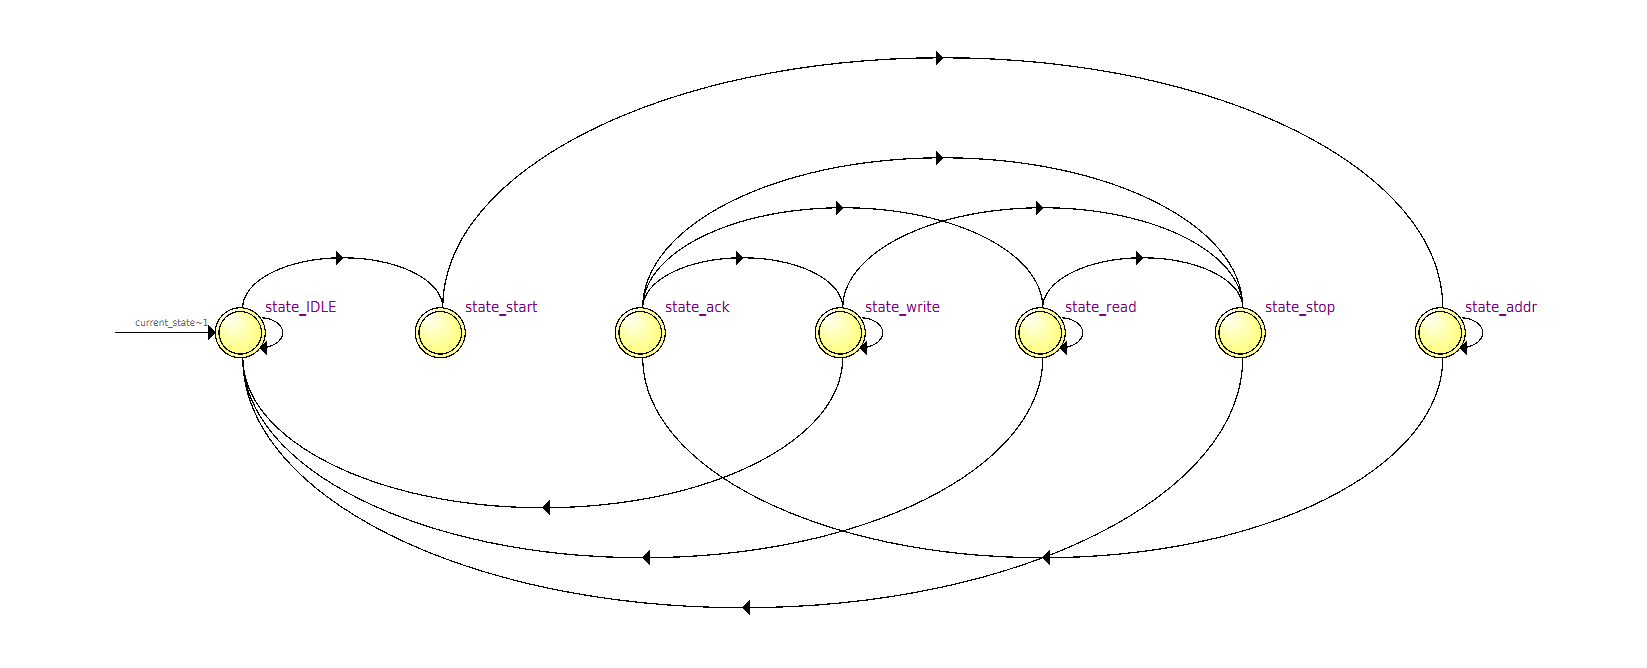 state_IDLE
state_start
state_ack
state_write
state_read
state_stop
state_addr
current_state~1